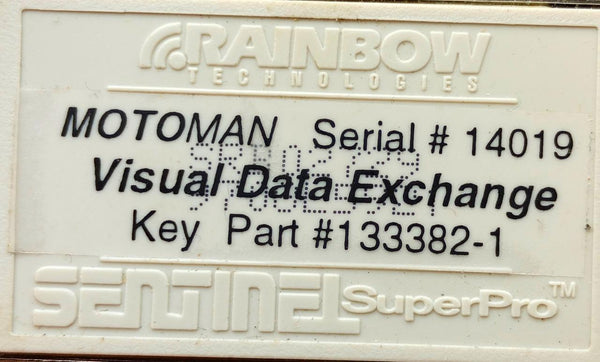 RAINBOW
TECHNOLOGIES
MOTOMAN Serial # 14019
Visual Data Exchange
Key Part #133382-1
SENTINEL SuperPro™